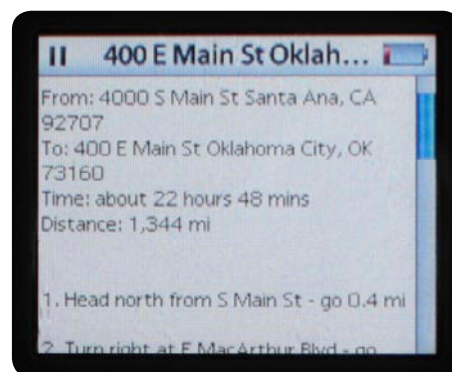 400 E Main St Oklah...
From: 4000 S Main St Santa Ana, CA
92707
To: 400 E Main St Oklahoma City, OK
73160
Time: about 22 hours 48 mins
Distance: 1,344 mi
1. Head north from S Main St - go 0.4 mi
2. Turn right at E MacArthur Blvd - go